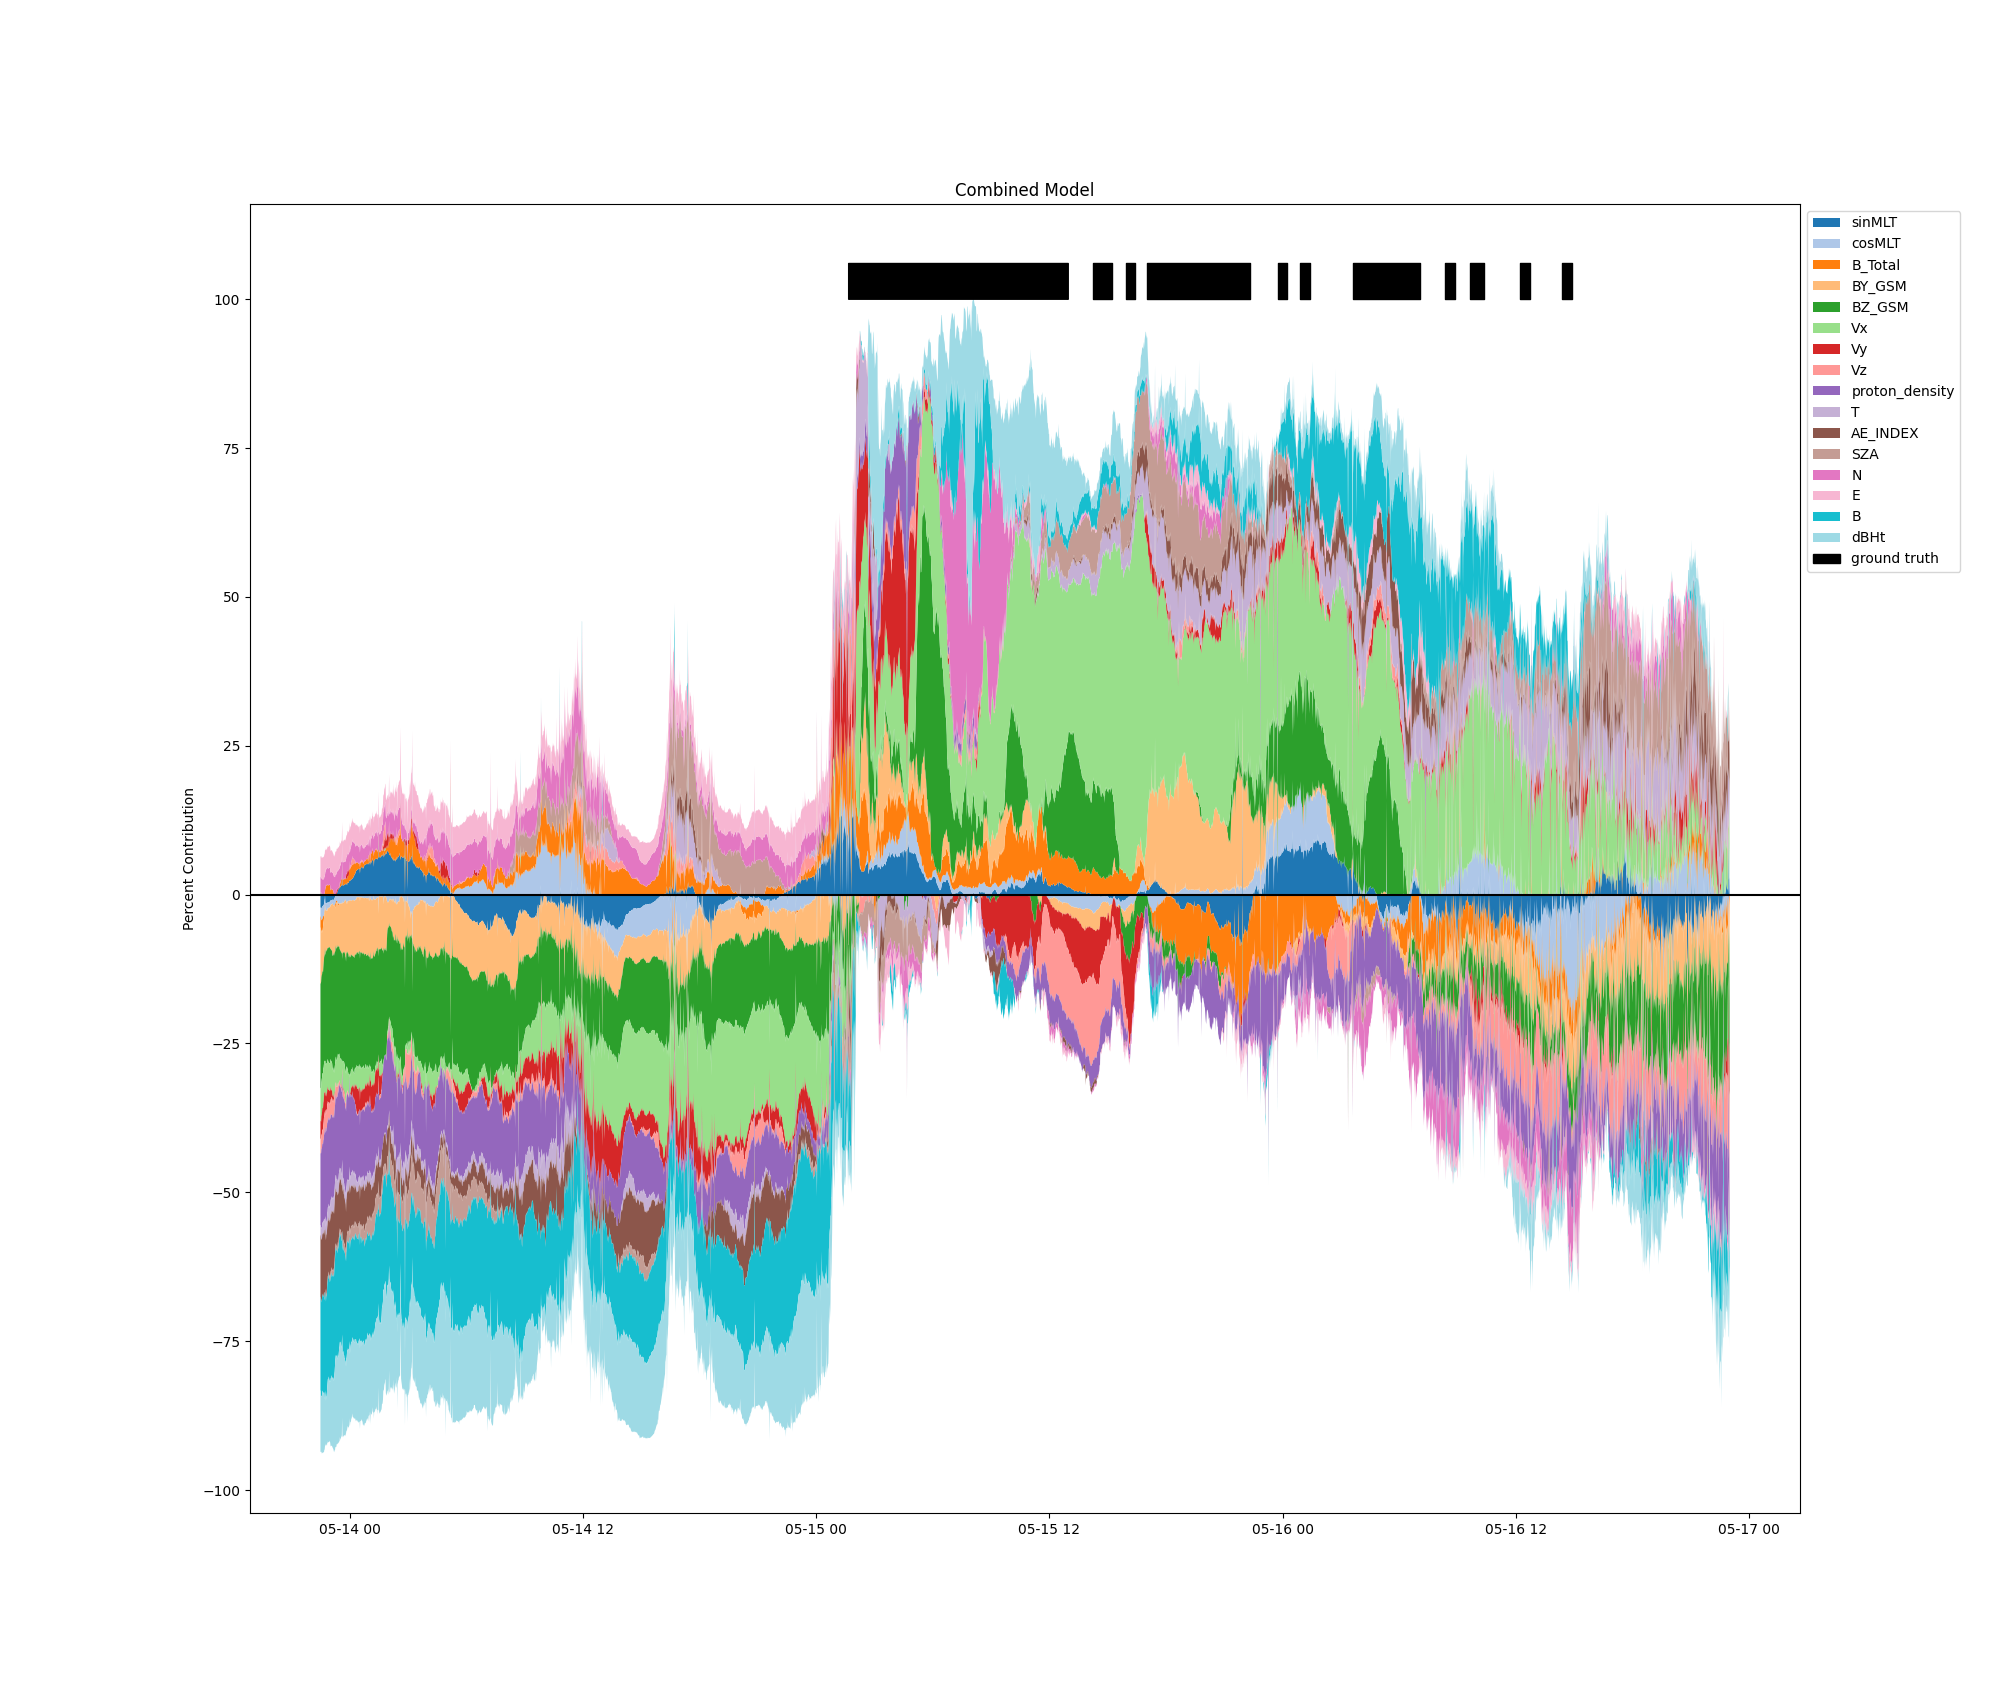 Combined Model
Percent Contribution
100
75
50
25
0
−25
−50
−75
−100
05-14 00
05-14 12
05-15 00
05-15 12
05-16 00
05-16 12
05-17 00
sinMLT
cosMLT
B_Total
BY_GSM
BZ_GSM
Vx
Vy
Vz
proton_density
T
AE_INDEX
SZA
N
E
B
dBHt
ground truth